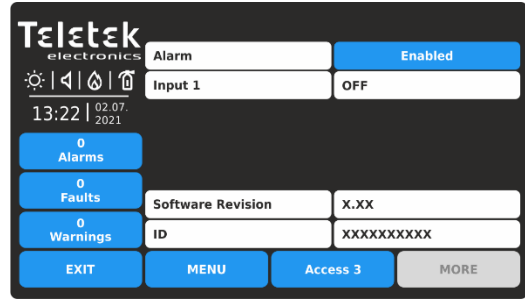 Teletek
electronics
13:22 02.07.
2021
0
Alarms
0
Faults
0
Warnings
Alarm Enabled
Input 1 OFF
Software Revision X.XX
ID XXXXXXXXXX
EXIT MENU Access 3 MORE